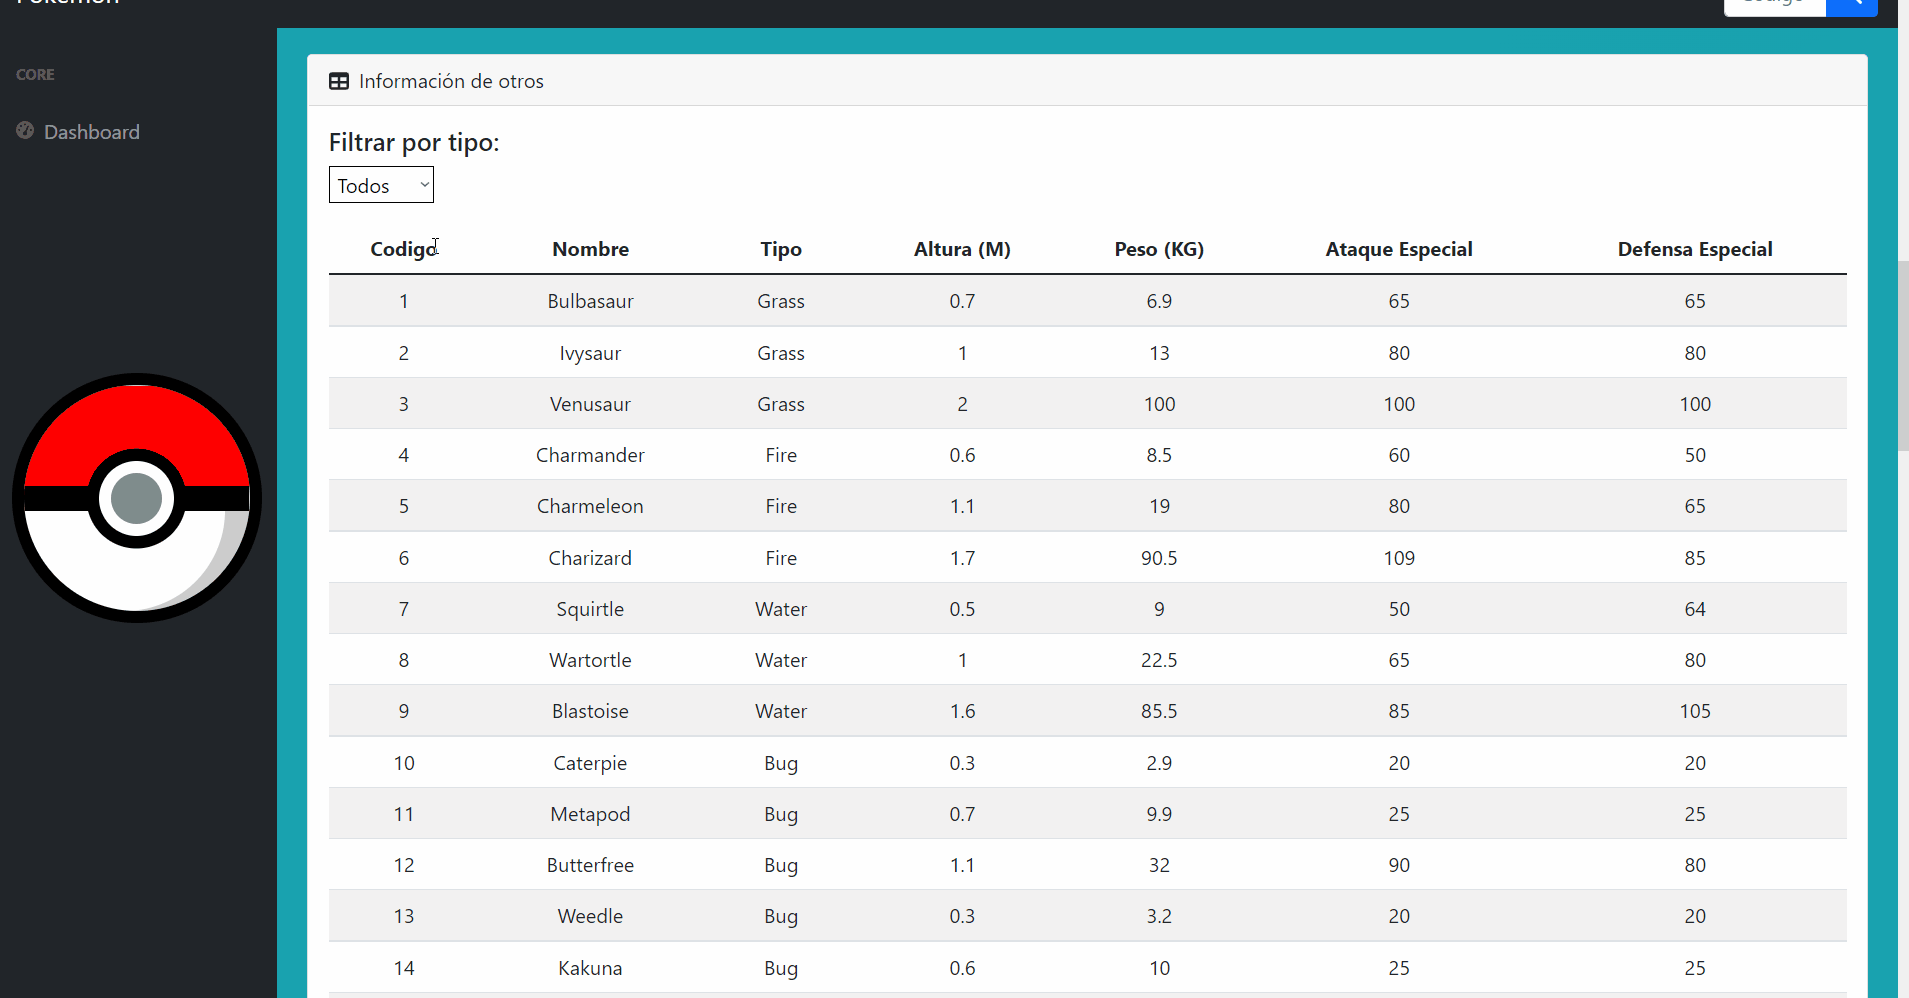 Pokemon
CORE
Dashboard
Información de otros
Filtrar por tipo:
Todos
Codigo Nombre Tipo Altura (M) Peso (KG) Ataque Especial Defensa Especial
1 Bulbasaur Grass 0.7 6.9 65 65
2 Ivysaur Grass 1 13 80 80
3 Venusaur Grass 2 100 100 100
4 Charmander Fire 0.6 8.5 60 50
5 Charmeleon Fire 1.1 19 80 65
6 Charizard Fire 1.7 90.5 109 85
7 Squirtle Water 0.5 9 50 64
8 Wartortle Water 1 22.5 65 80
9 Blastoise Water 1.6 85.5 85 105
10 Caterpie Bug 0.3 2.9 20 20
11 Metapod Bug 0.7 9.9 25 25
12 Butterfree Bug 1.1 32 90 80
13 Weedle Bug 0.3 3.2 20 20
14 Kakuna Bug 0.6 10 25 25